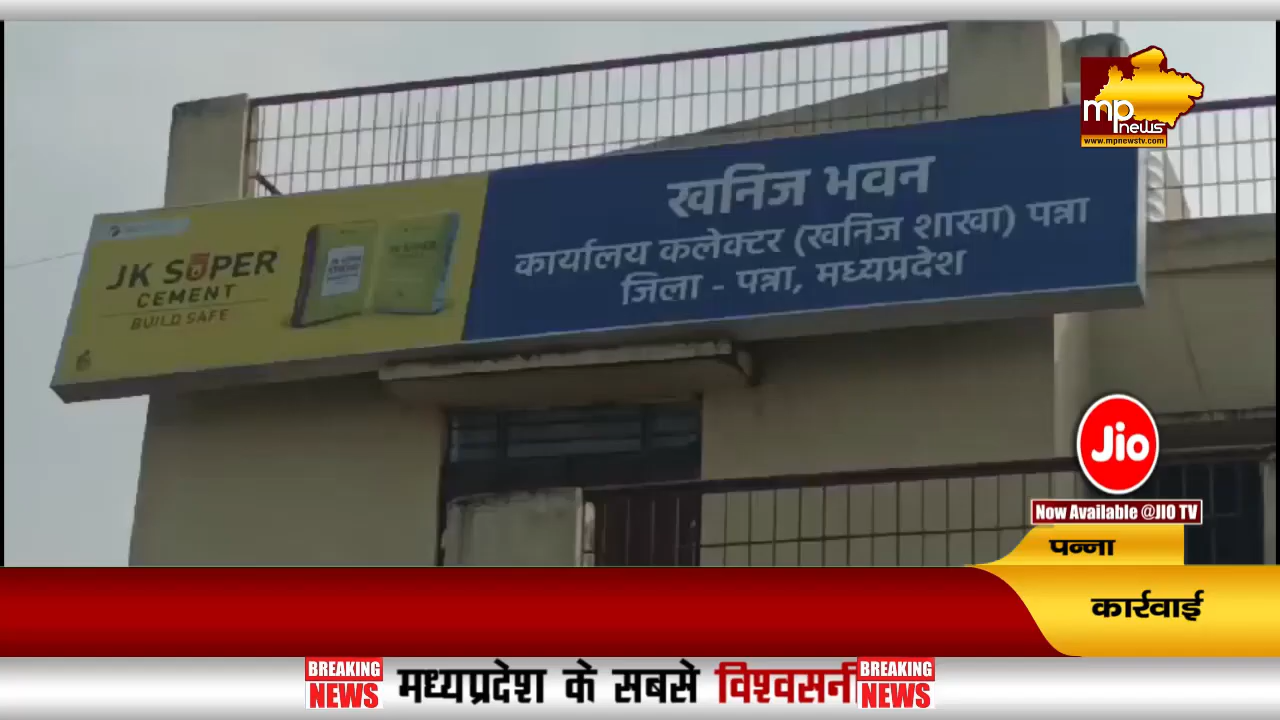 mp
news
www.mpnewstv.com
खनिज भवन
कार्यालय कलेक्टर (खनिज शाखा) पन्ना
जिला - पन्ना, मध्यप्रदेश
JK SUPER
CEMENT
BUILD SAFE
Jio
Now Available @JIO TV
पन्ना
कार्रवाई
BREAKING
NEWS
मध्यप्रदेश के सबसे
BREAKING
NEWS